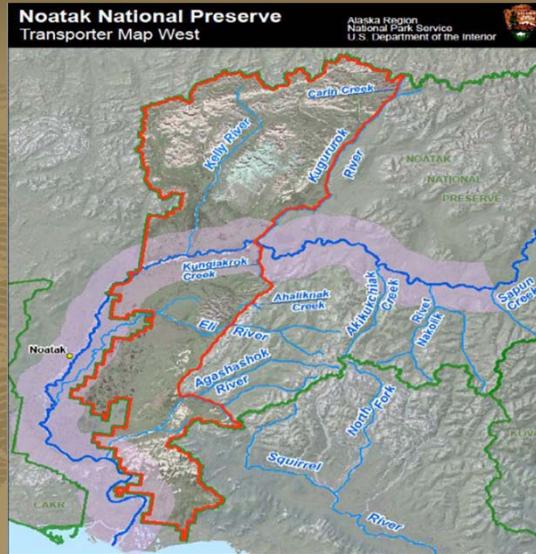 Noatak National Preserve
Transporter Map West
Alaska Region
National Park Service
U.S. Department of the Interior
Carin Creek
Kelly River
Kugururok
River
NOATAK
NATIONAL
PRESERVE
Kungiakrok
Creek
Ahaliknak
Creek
Akikukchiak
Creek
River
Nakolik
Sapun
Creek
Eli River
Noatak
Agashashok
River
North
Fork
Squirrel
River
CAKR